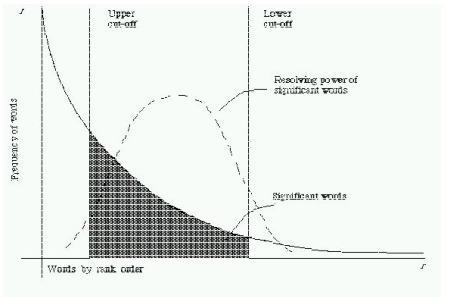 f
Upper
cut-off
Lower
cut-off
Resolving power of
significant words
Frequency of words
Significant words
Words by rank order
r